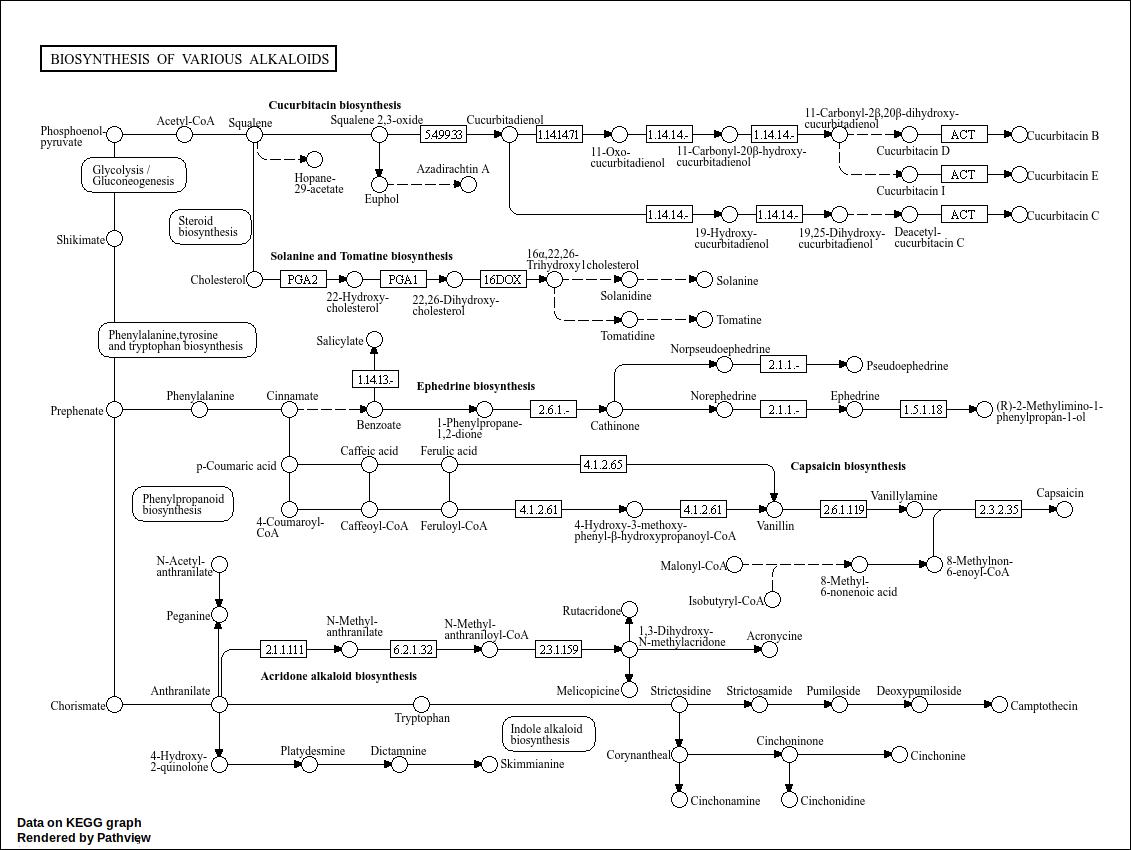 BIOSYNTHESIS OF VARIOUS ALKALOIDS
Cucurbitacin biosynthesis
Phosphoenol
pyruvate
Acetyl-CoA
Squalene
Squalene 2,3-oxide
5.4.99.33
Cucurbitadienol
1.14.14.71
11-Oxo-
cucurbitadienol
1.14.14.-
11-Carbonyl-20β-hydroxy-
cucurbitadienol
1.14.14.-
11-Carbonyl-2β,20β-dihydroxy-
cucurbitadienol
Cucurbitacin D
ACT
Cucurbitacin B
Glycolysis /
Gluconeogenesis
Hopane-
29-acetate
Azadirachtin A
Euphol
Cucurbitacin I
ACT
Cucurbitacin E
Steroid
biosynthesis
1.14.14.-
19-Hydroxy-
cucurbitadienol
1.14.14.-
19,25-Dihydroxy-
cucurbitadienol
Deacetyl-
cucurbitacin C
ACT
Cucurbitacin C
Shikimate
Solanine and Tomatine biosynthesis
Cholesterol
PGA2
22-Hydroxy-
cholesterol
PGA1
22,26-Dihydroxy-
cholesterol
16DOX
16α,22,26-
Trihydroxylcholesterol
Solanidine
Solanine
Tomatidine
Tomatine
Phenylalanine,tyrosine
and tryptophan biosynthesis
Salicylate
1.14.13.-
Ephedrine biosynthesis
Norpseudoephedrine
2.1.1.-
Pseudoephedrine
Prephenate
Phenylalanine
Cinnamate
Benzoate
1-Phenylpropane-
1,2-dione
2.6.1.-
Cathinone
Norephedrine
2.1.1.-
Ephedrine
1.5.1.18
(R)-2-Methylimino-1-
phenylpropan-1-ol
p-Coumaric acid
Caffeic acid
Ferulic acid
4.1.2.65
Capsaicin biosynthesis
Phenylpropanoid
biosynthesis
4-Coumaroyl-
CoA
Caffeoyl-CoA
Feruloyl-CoA
4.1.2.61
4-Hydroxy-3-methoxy-
phenyl-β-hydroxypropanoyl-CoA
4.1.2.61
Vanillin
2.6.1.119
Vanillylamine
2.3.2.35
Capsaicin
N-Acetyl-
anthranilate
Malonyl-CoA
8-Methyl-
6-nonenoic acid
8-Methylnon-
6-enoyl-CoA
Isobutyryl-CoA
Peganine
Rutacridone
2.1.1.111
N-Methyl-
anthranilate
6.2.1.32
N-Methyl-
anthraniloyl-CoA
2.3.1.159
1,3-Dihydroxy-
N-methylacridone
Acronycine
Acridone alkaloid biosynthesis
Melicopicine
Chorismate
Anthranilate
Tryptophan
Strictosidine
Strictosamide
Pumiloside
Deoxypumiloside
Camptothecin
Indole alkaloid
biosynthesis
4-Hydroxy-
2-quinolone
Platydesmine
Dictamnine
Skimmianine
Corynantheal
Cinchoninone
Cinchonine
Cinchonamine
Cinchonidine
Data on KEGG graph
Rendered by Pathview